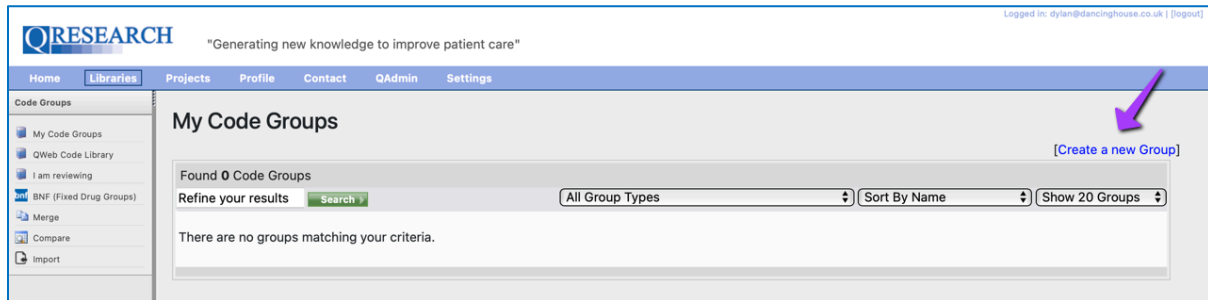 Logged in: dylan@dancinghouse.co.uk | [logout]
QRESEARCH "Generating new knowledge to improve patient care"
Home Libraries Projects Profile Contact QAdmin Settings
Code Groups
My Code Groups
QWeb Code Library
I am reviewing
bnf BNF (Fixed Drug Groups)
Merge
Compare
Import
My Code Groups
[Create a new Group]
Found 0 Code Groups
Refine your results Search All Group Types Sort By Name Show 20 Groups
There are no groups matching your criteria.